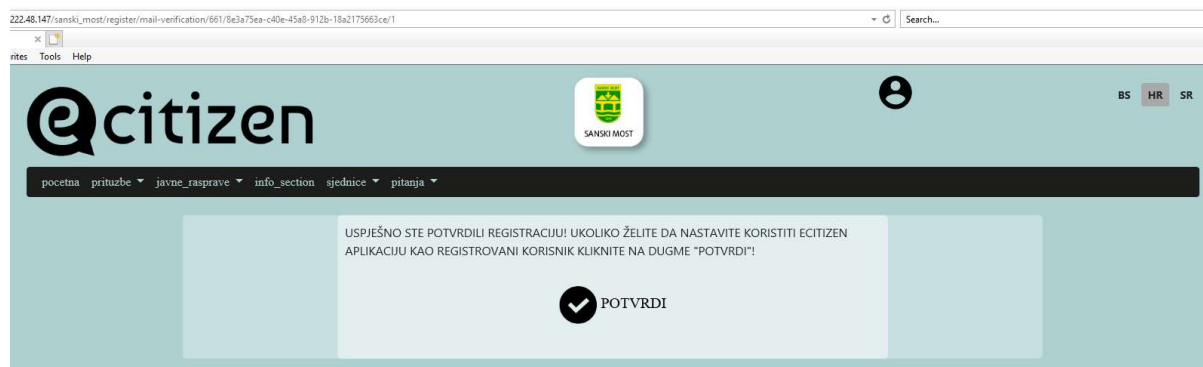 222.48.147/sanski_most/register/mail-verification/661/8e3a75ea-c40e-45a8-912b-18a2175663ce/1
Search...
rites Tools Help
ecitizen
SANSKI MOST
BS HR SR
pocetna prituzbe javne_rasprave info_section sjednice pitanja
USPJEŠNO STE POTVRDILI REGISTRACIJU! UKOLIKO ŽELITE DA NASTAVITE KORISTITI ECITIZEN
APLIKACIJU KAO REGISTROVANI KORISNIK KLIKNITE NA DUGME "POTVRDI"!
POTVRDI